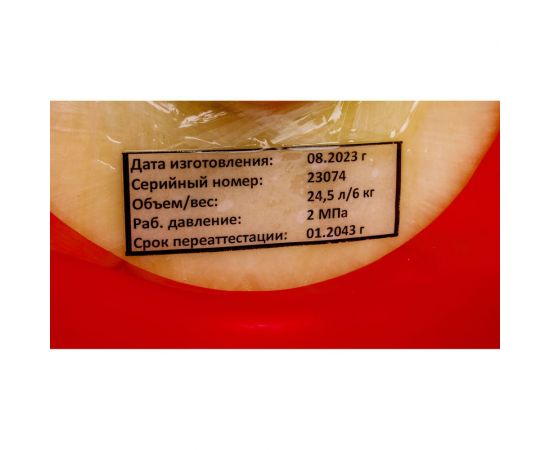 Дата изготовления: 08.2023 г
Серийный номер: 23074
Объем/вес: 24,5 л/6 кг
Раб. давление: 2 МПа
Срок переаттестации: 01.2043 г